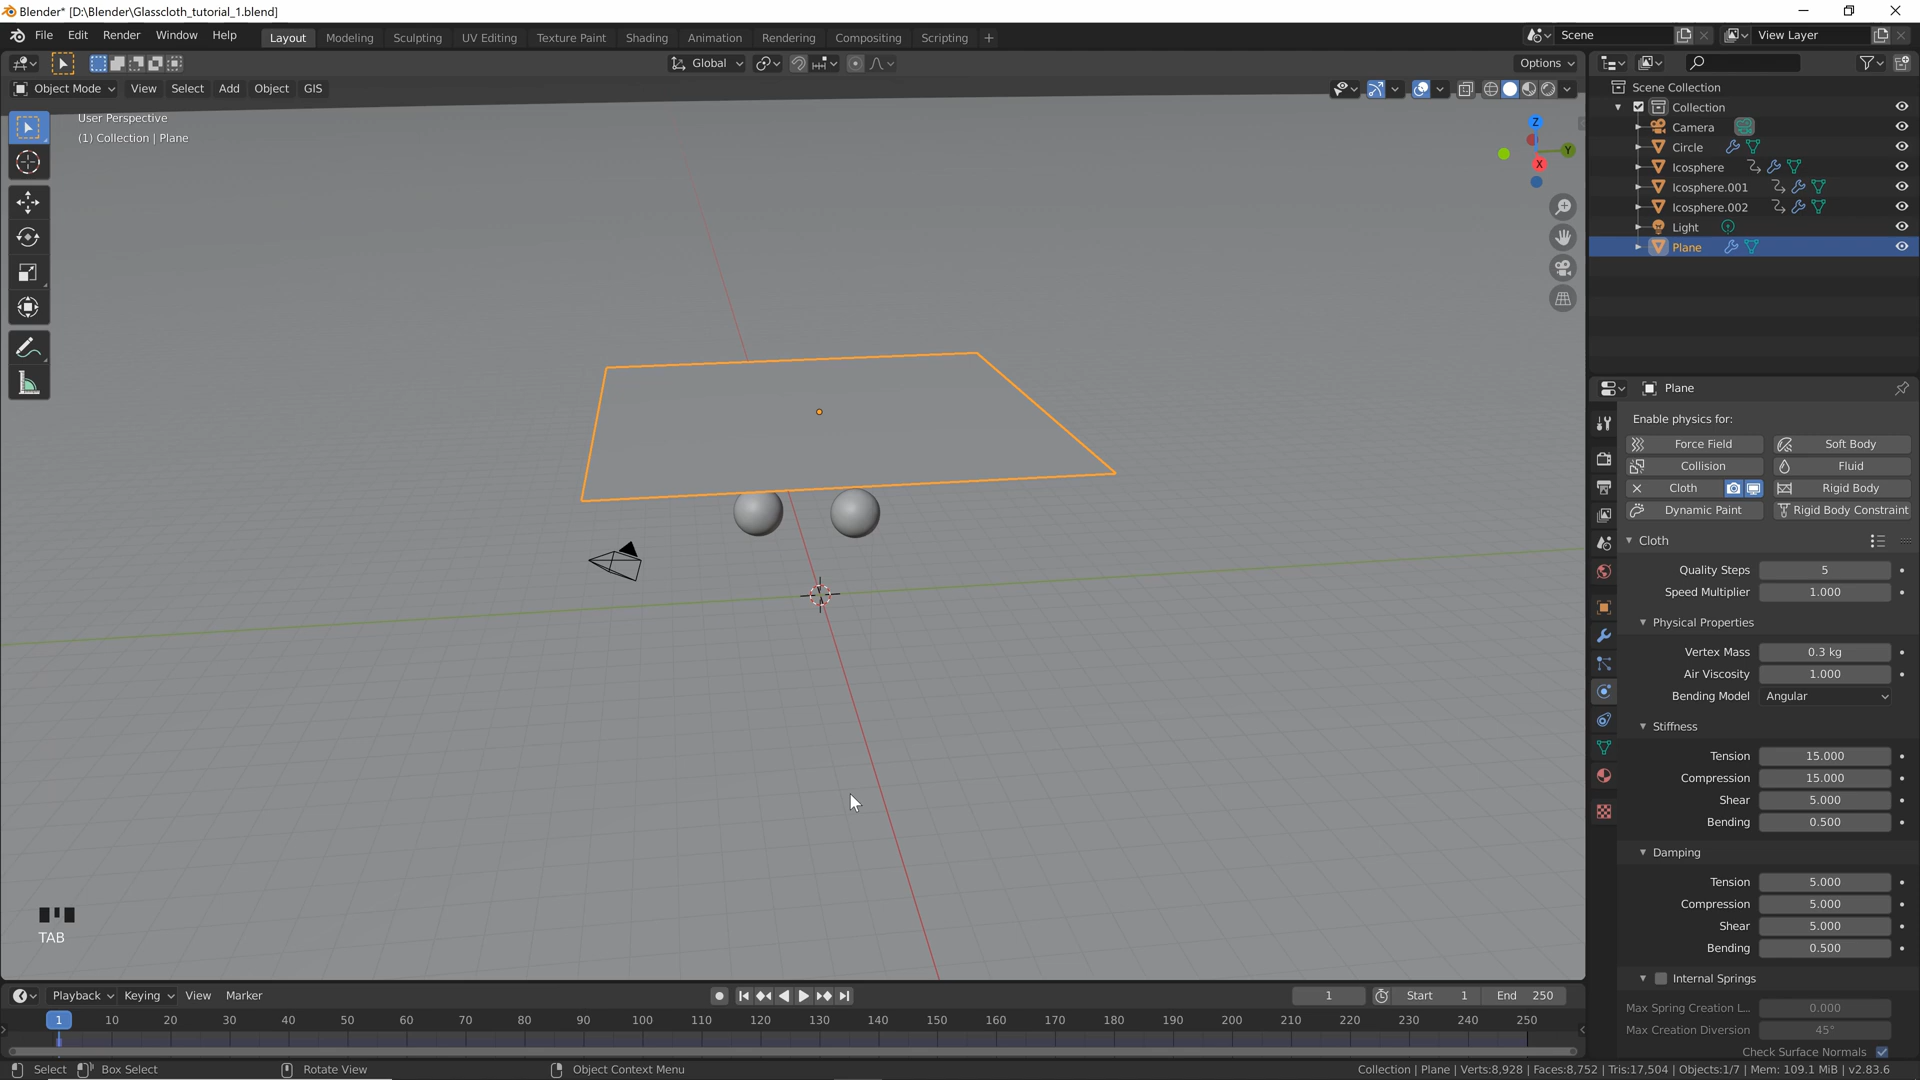 Blender* [D:\Blender\Glasscloth_tutorial_1.blend]
File Edit Render Window Help
Layout Modeling Sculpting UV Editing Texture Paint Shading Animation Rendering Compositing Scripting +
Scene View Layer
Global Options
Object Mode View Select Add Object GIS
User Perspective
(1) Collection | Plane
Z
Y
X
TAB
Scene Collection
Collection
Camera
Circle
Icosphere
Icosphere.001
Icosphere.002
Light
Plane
Plane
Enable physics for:
Force Field Soft Body
Collision Fluid
Cloth Rigid Body
Dynamic Paint Rigid Body Constraint
Cloth
Quality Steps 5
Speed Multiplier 1.000
Physical Properties
Vertex Mass 0.3 kg
Air Viscosity 1.000
Bending Model Angular
Stiffness
Tension 15.000
Compression 15.000
Shear 5.000
Bending 0.500
Damping
Tension 5.000
Compression 5.000
Shear 5.000
Bending 0.500
Internal Springs
Max Spring Creation L... 0.000
Max Creation Diversion 45°
Check Surface Normals
Playback Keying View Marker 1 Start 1 End 250
1 10 20 30 40 50 60 70 80 90 100 110 120 130 140 150 160 170 180 190 200 210 220 230 240 250
Select Box Select Rotate View Object Context Menu
Collection | Plane | Verts:8,928 | Faces:8,752 | Tris:17,504 | Objects:1/7 | Mem: 109.1 MiB | v2.83.6